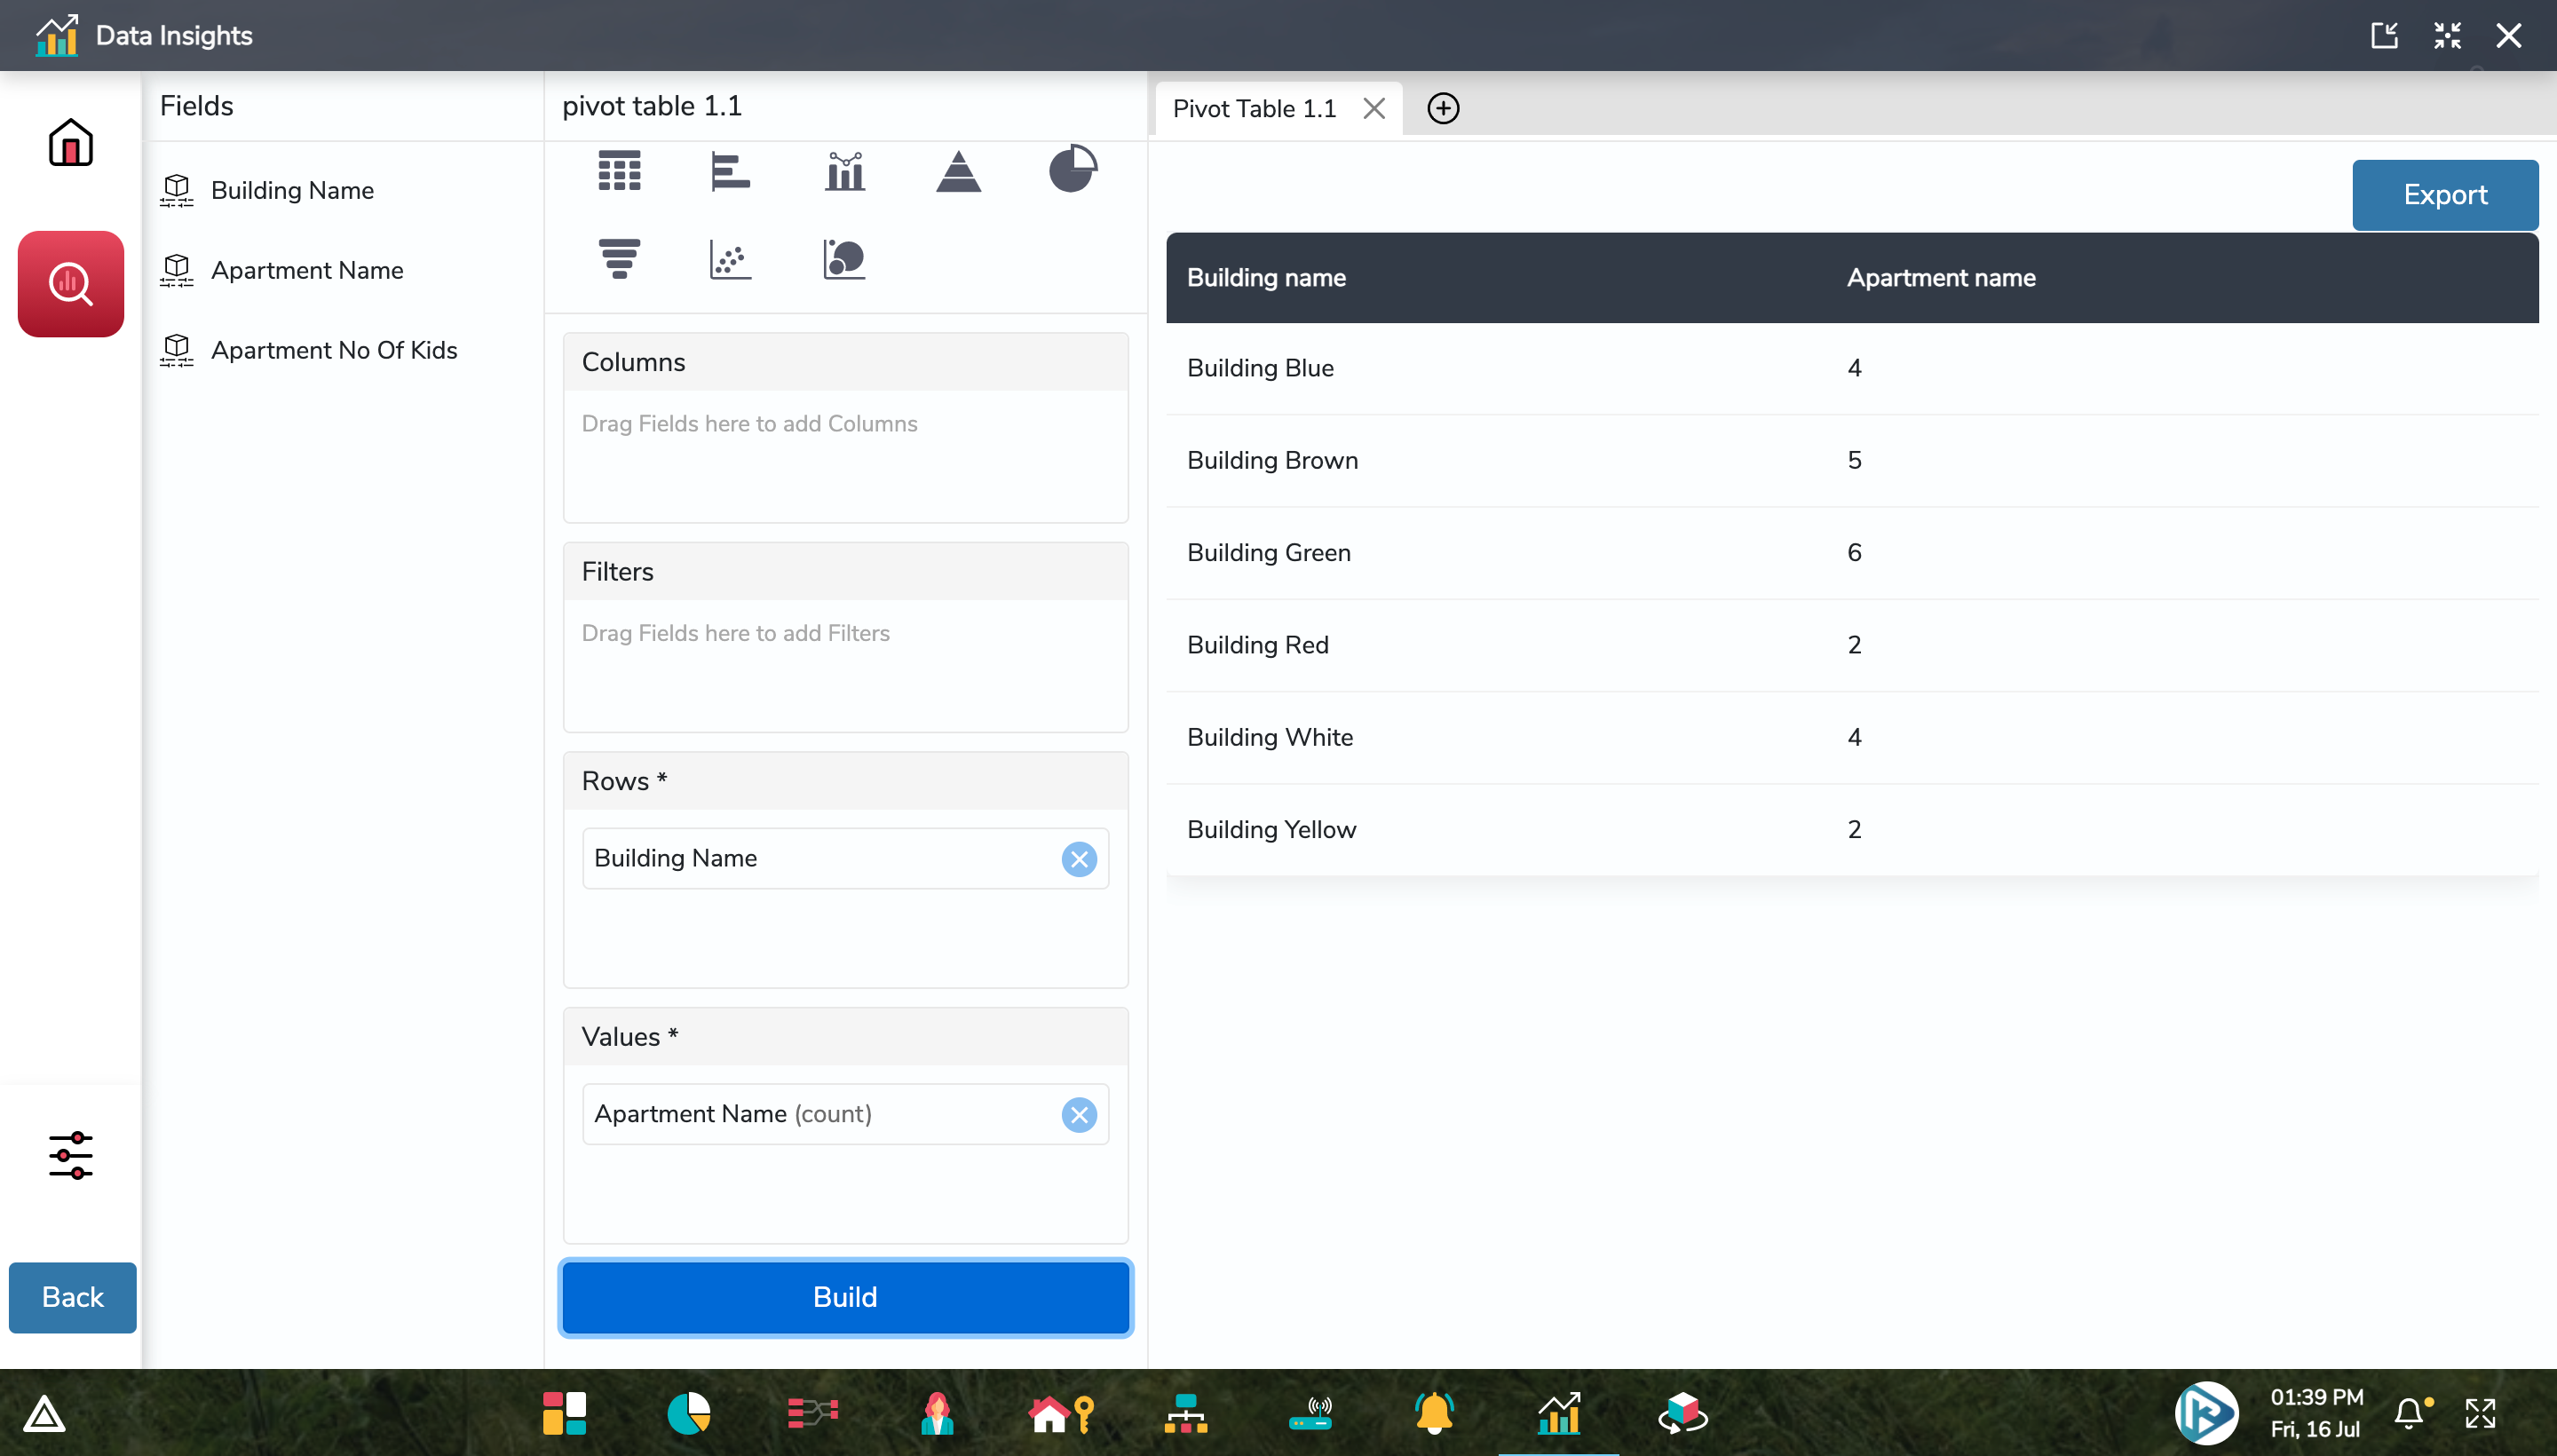 Data Insights
Fields
Building Name
Apartment Name
Apartment No Of Kids
Back
pivot table 1.1
Columns
Drag Fields here to add Columns
Filters
Drag Fields here to add Filters
Rows *
Building Name
Values *
Apartment Name (count)
Build
Pivot Table 1.1
Export
Building name Apartment name
Building Blue 4
Building Brown 5
Building Green 6
Building Red 2
Building White 4
Building Yellow 2
01:39 PM
Fri, 16 Jul